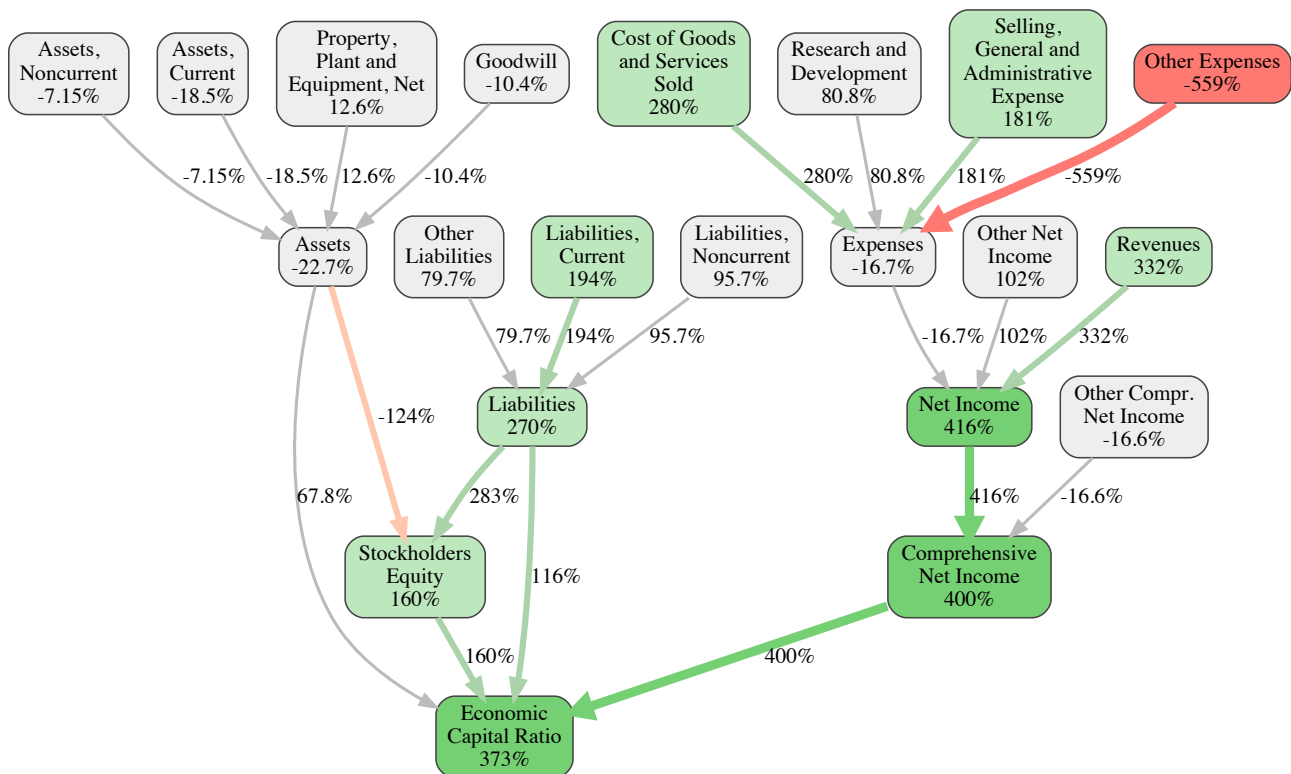 Assets,
Noncurrent
-7.15%
Assets,
Current
-18.5%
Property,
Plant and
Equipment, Net
12.6%
Goodwill
-10.4%
Cost of Goods
and Services
Sold
280%
Research and
Development
80.8%
Selling,
General and
Administrative
Expense
181%
Other Expenses
-559%
-7.15%
-18.5%
12.6%
-10.4%
280%
80.8%
181%
-559%
Assets
-22.7%
Other
Liabilities
79.7%
Liabilities,
Current
194%
Liabilities,
Noncurrent
95.7%
Expenses
-16.7%
Other Net
Income
102%
Revenues
332%
79.7%
194%
95.7%
-16.7%
102%
332%
-124%
Liabilities
270%
Net Income
416%
Other Compr.
Net Income
-16.6%
67.8%
283%
416%
-16.6%
Stockholders
Equity
160%
116%
Comprehensive
Net Income
400%
160%
400%
Economic
Capital Ratio
373%